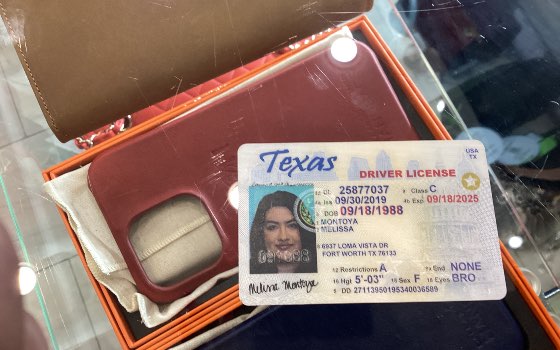 Texas
USA
TX
DRIVER LICENSE
4d DL 25877037 9 Class C
4a Iss 09/30/2019 4b Exp 09/18/2025
3 DOB 09/18/1988
1 MONTOYA
2 MELISSA
8 6937 LOMA VISTA DR
FORT WORTH TX 76133
12 Restrictions A 9a End NONE
16 Hgt 5'-03" 15 Sex F 18 Eyes BRO
5 DD 27113950195340036589
Melissa Montoya